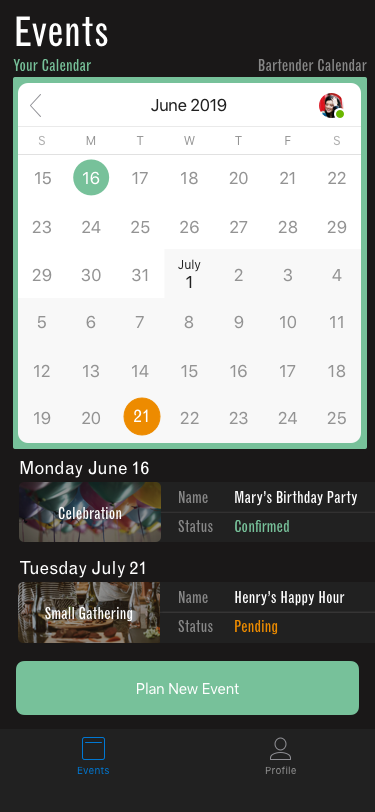 Events
Your Calendar Bartender Calendar
June 2019
S M T W T F S
15 16 17 18 20 21 22
23 24 25 26 27 28 29
29 30 31 July 1 2 3 4
5 6 7 8 9 10 11
12 13 14 15 16 17 18
19 20 21 22 23 24 25
Monday June 16
Celebration
Name Mary's Birthday Party
Status Confirmed
Tuesday July 21
Small Gathering
Name Henry's Happy Hour
Status Pending
Plan New Event
Events Profile